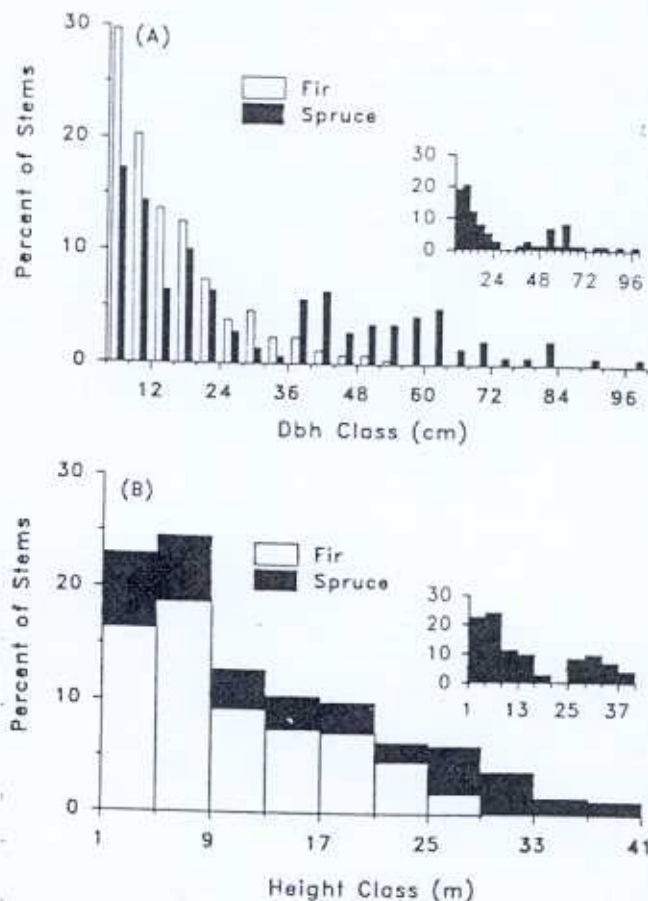 (A)
30
20
10
0
Percent of Stems
Fir
Spruce
30
20
10
0
24 48 72 96
12 24 36 48 60 72 84 96
Dbh Class (cm)
(B)
30
20
10
0
Percent of Stems
Fir
Spruce
30
20
10
0
1 13 25 37
1 9 17 25 33 41
Height Class (m)